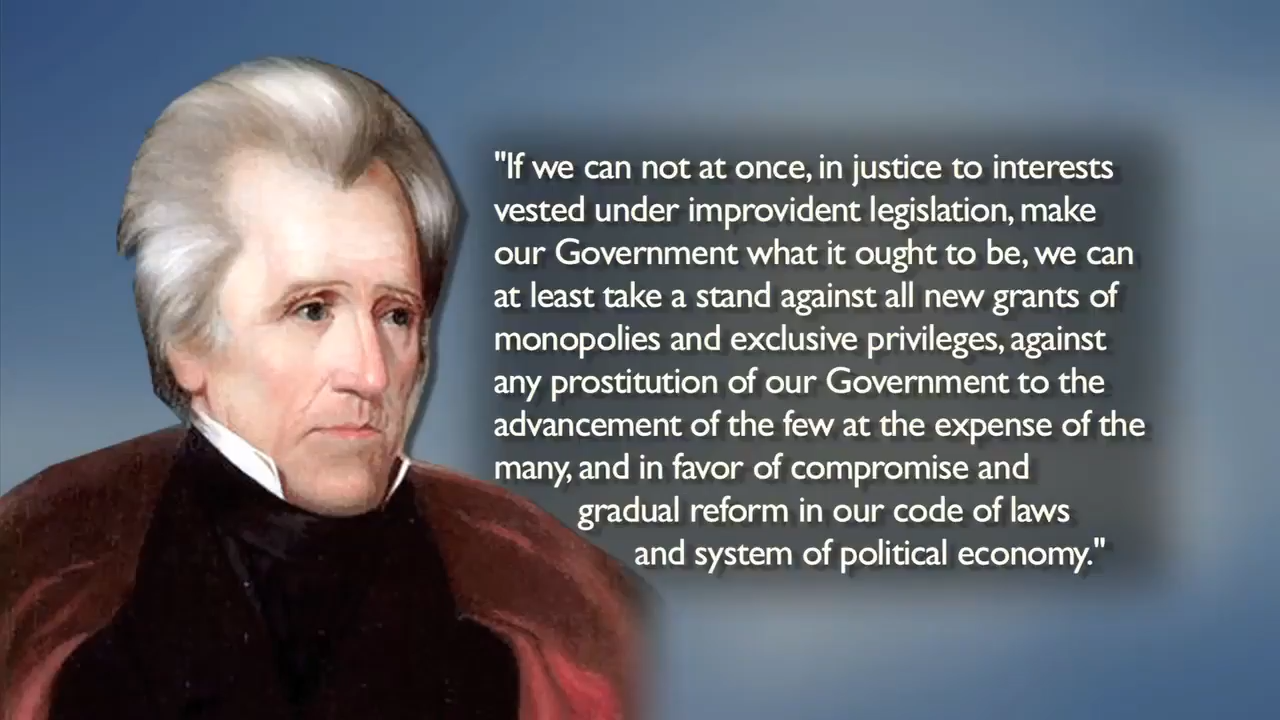 "If we can not at once, in justice to interests
vested under improvident legislation, make
our Government what it ought to be, we can
at least take a stand against all new grants of
monopolies and exclusive privileges, against
any prostitution of our Government to the
advancement of the few at the expense of the
many, and in favor of compromise and
gradual reform in our code of laws
and system of political economy."